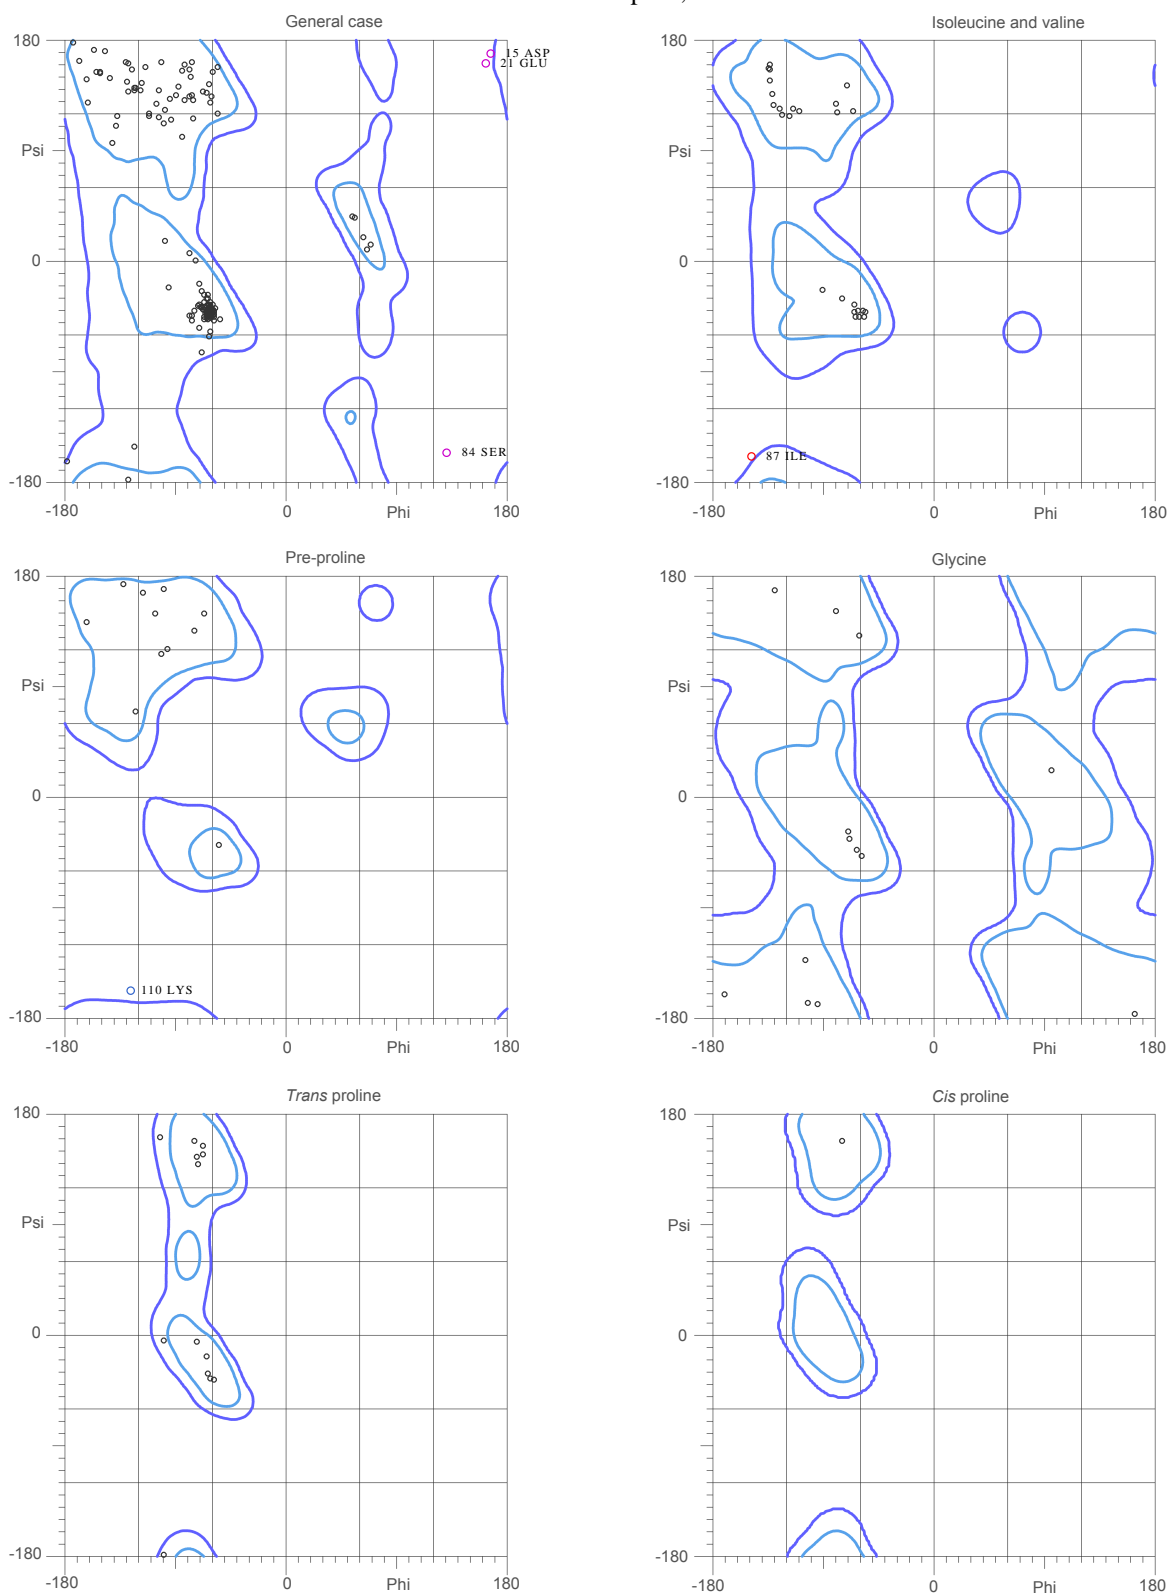 General case
180
15 ASP
21 GLU
Psi
0
84 SER
-180
-180
0
Phi
180
Isoleucine and valine
180
Psi
0
87 ILE
-180
-180
0
Phi
180
Pre-proline
180
Psi
0
110 LYS
-180
-180
0
Phi
180
Glycine
180
Psi
0
-180
-180
0
Phi
180
Trans proline
180
Psi
0
-180
-180
0
Phi
180
Cis proline
180
Psi
0
-180
-180
0
Phi
180